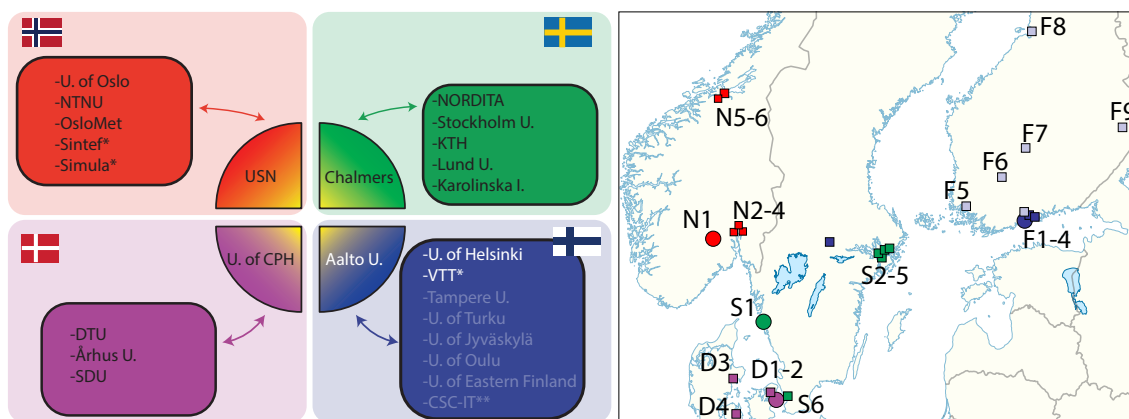 -U. of Oslo
-NTNU
-OsloMet
-Sintef*
-Simula*
USN
-NORDITA
-Stockholm U.
-KTH
-Lund U.
-Karolinska I.
Chalmers
U. of CPH
-DTU
-Århus U.
-SDU
Aalto U.
-U. of Helsinki
-VTT*
-Tampere U.
-U. of Turku
-U. of Jyväskylä
-U. of Oulu
-U. of Eastern Finland
-CSC-IT**
F8
N5-6
F9
F7
F6
F5
N1
N2-4
F1-4
S2-5
S1
D3
D1-2
D4
S6